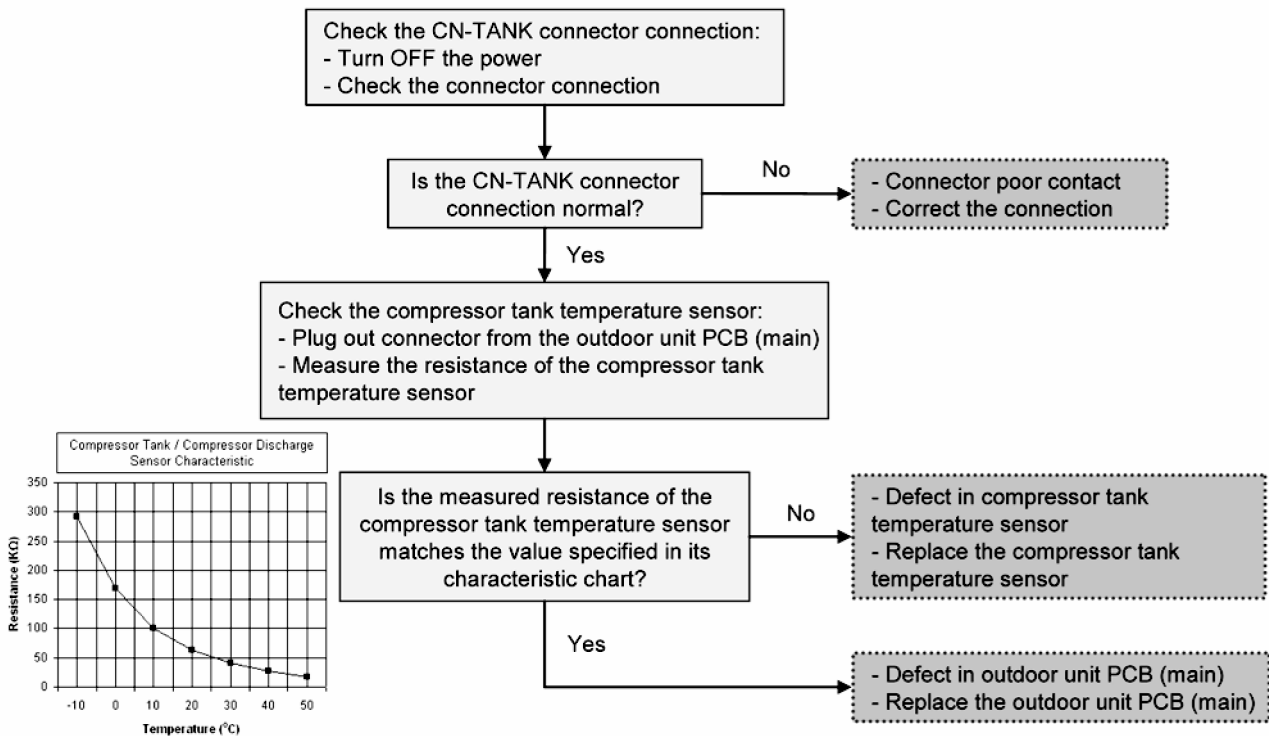 Check the CN-TANK connector connection:
- Turn OFF the power
- Check the connector connection
Is the CN-TANK connector
connection normal?
No
- Connector poor contact
- Correct the connection
Yes
Check the compressor tank temperature sensor:
- Plug out connector from the outdoor unit PCB (main)
- Measure the resistance of the compressor tank
temperature sensor
Compressor Tank / Compressor Discharge
Sensor Characteristic
Resistance (KΩ)
350
300
250
200
150
100
50
0
-10 0 10 20 30 40 50
Temperature (°C)
Is the measured resistance of the
compressor tank temperature sensor
matches the value specified in its
characteristic chart?
No
- Defect in compressor tank
temperature sensor
- Replace the compressor tank
temperature sensor
Yes
- Defect in outdoor unit PCB (main)
- Replace the outdoor unit PCB (main)